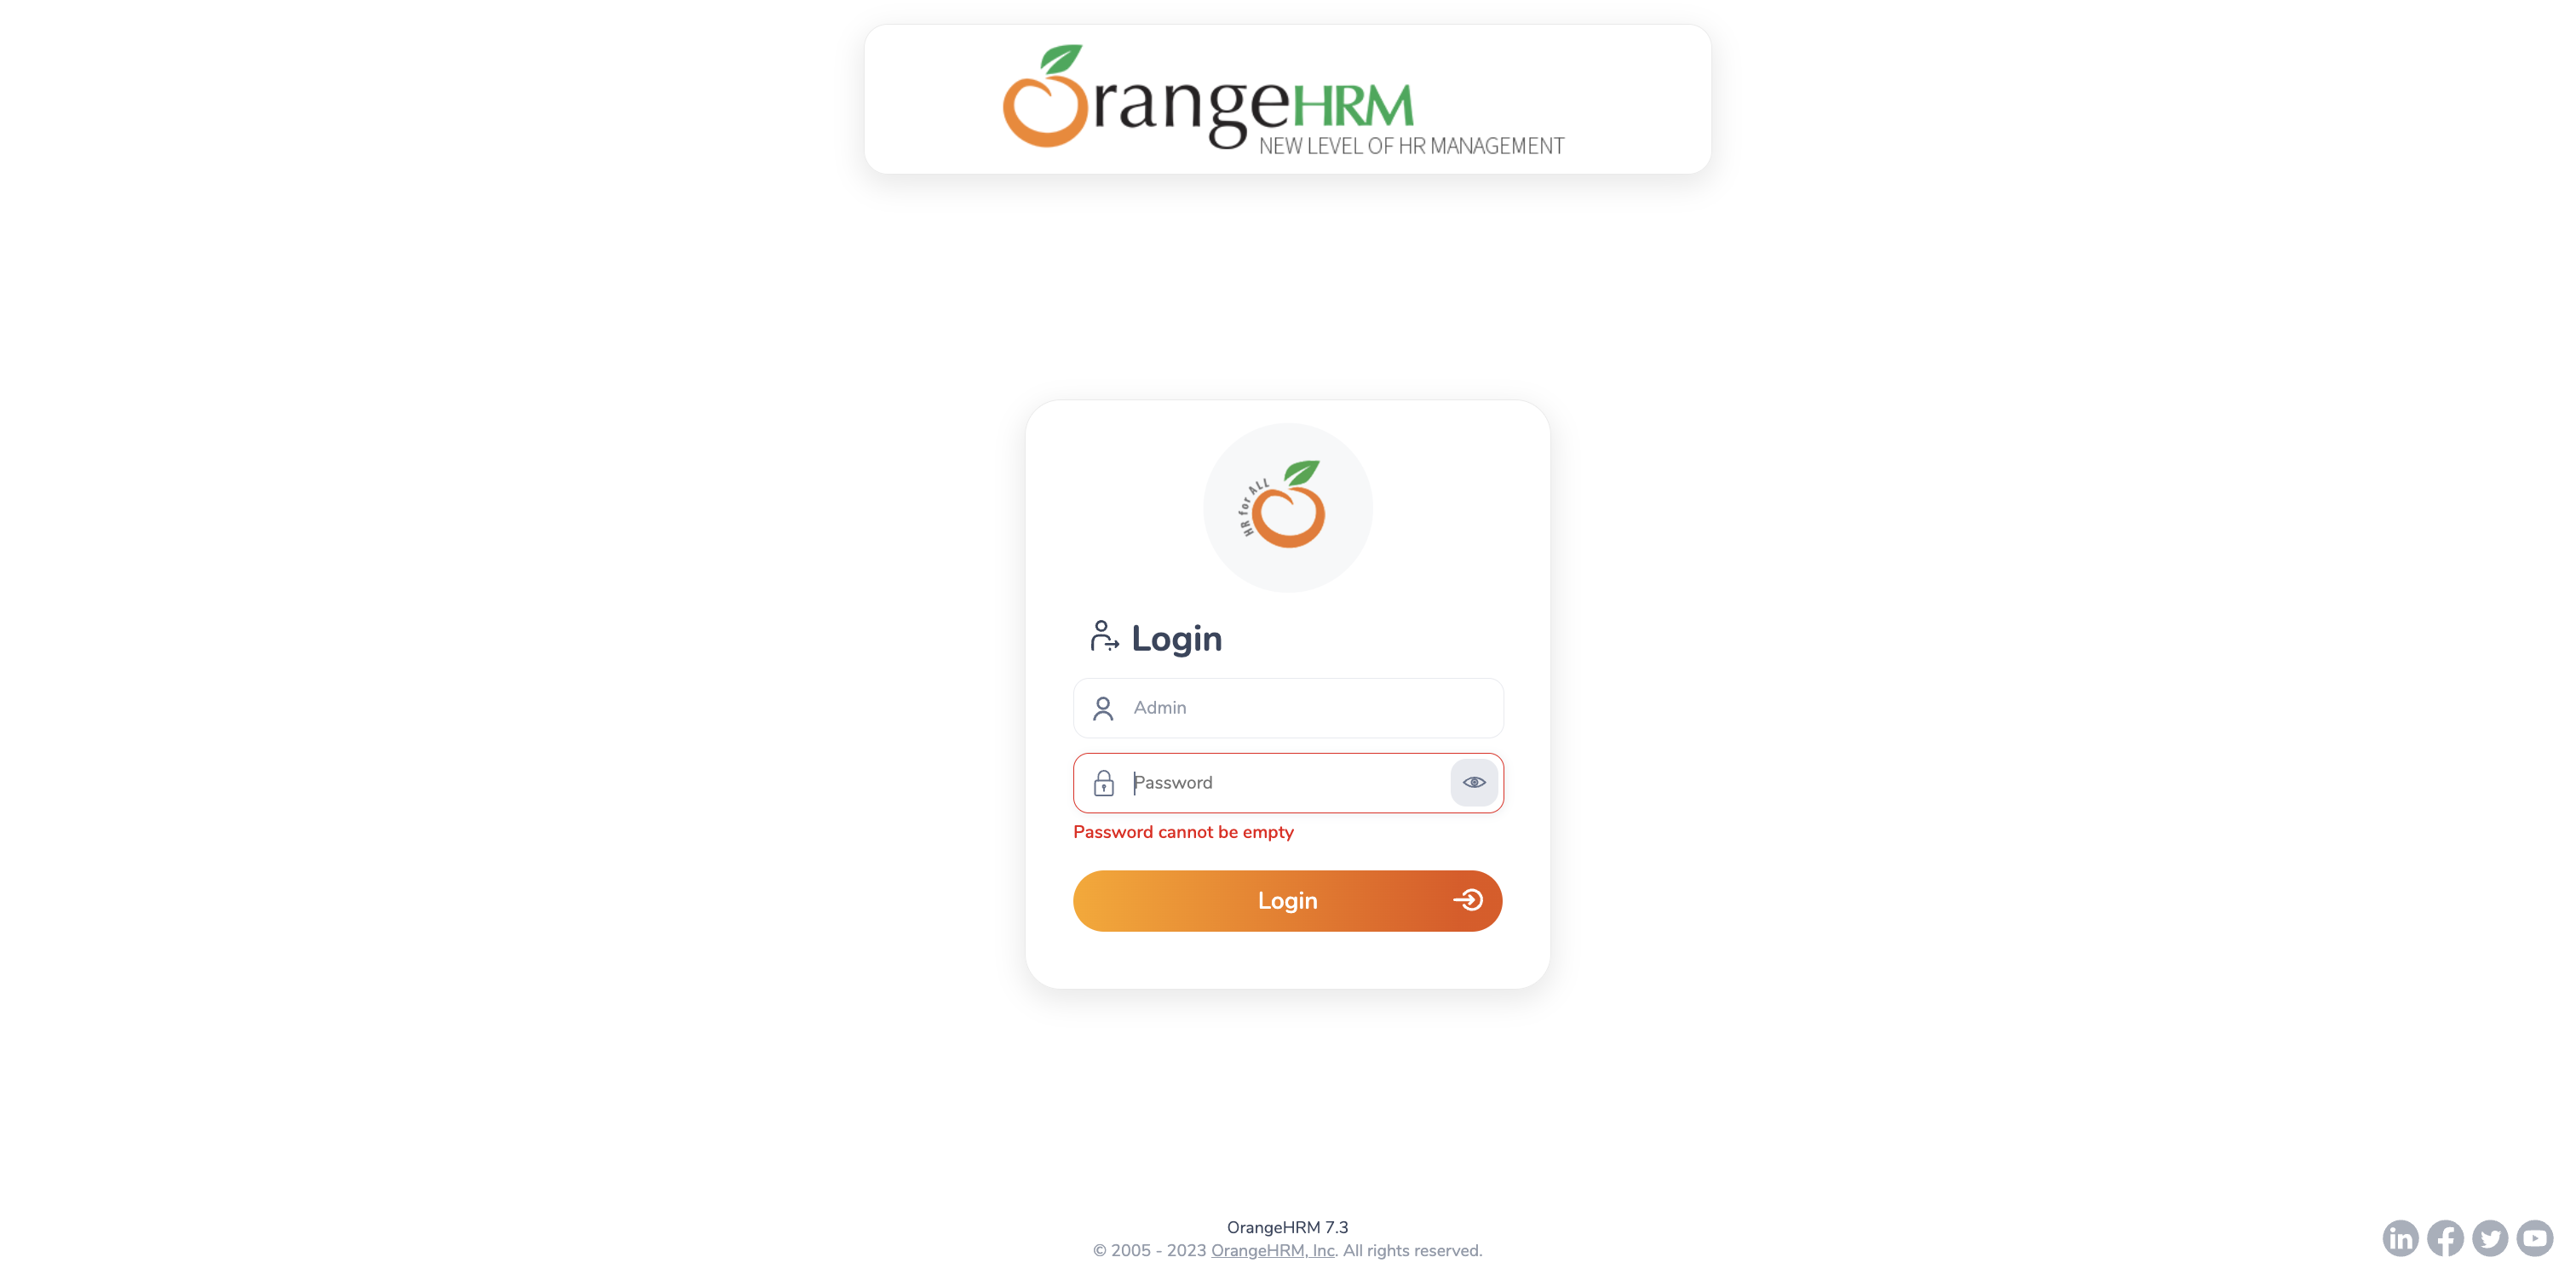 OrangeHRM
NEW LEVEL OF HR MANAGEMENT
HR for ALL
Login
Admin
Password
Password cannot be empty
Login
OrangeHRM 7.3
© 2005 - 2023 OrangeHRM, Inc. All rights reserved.